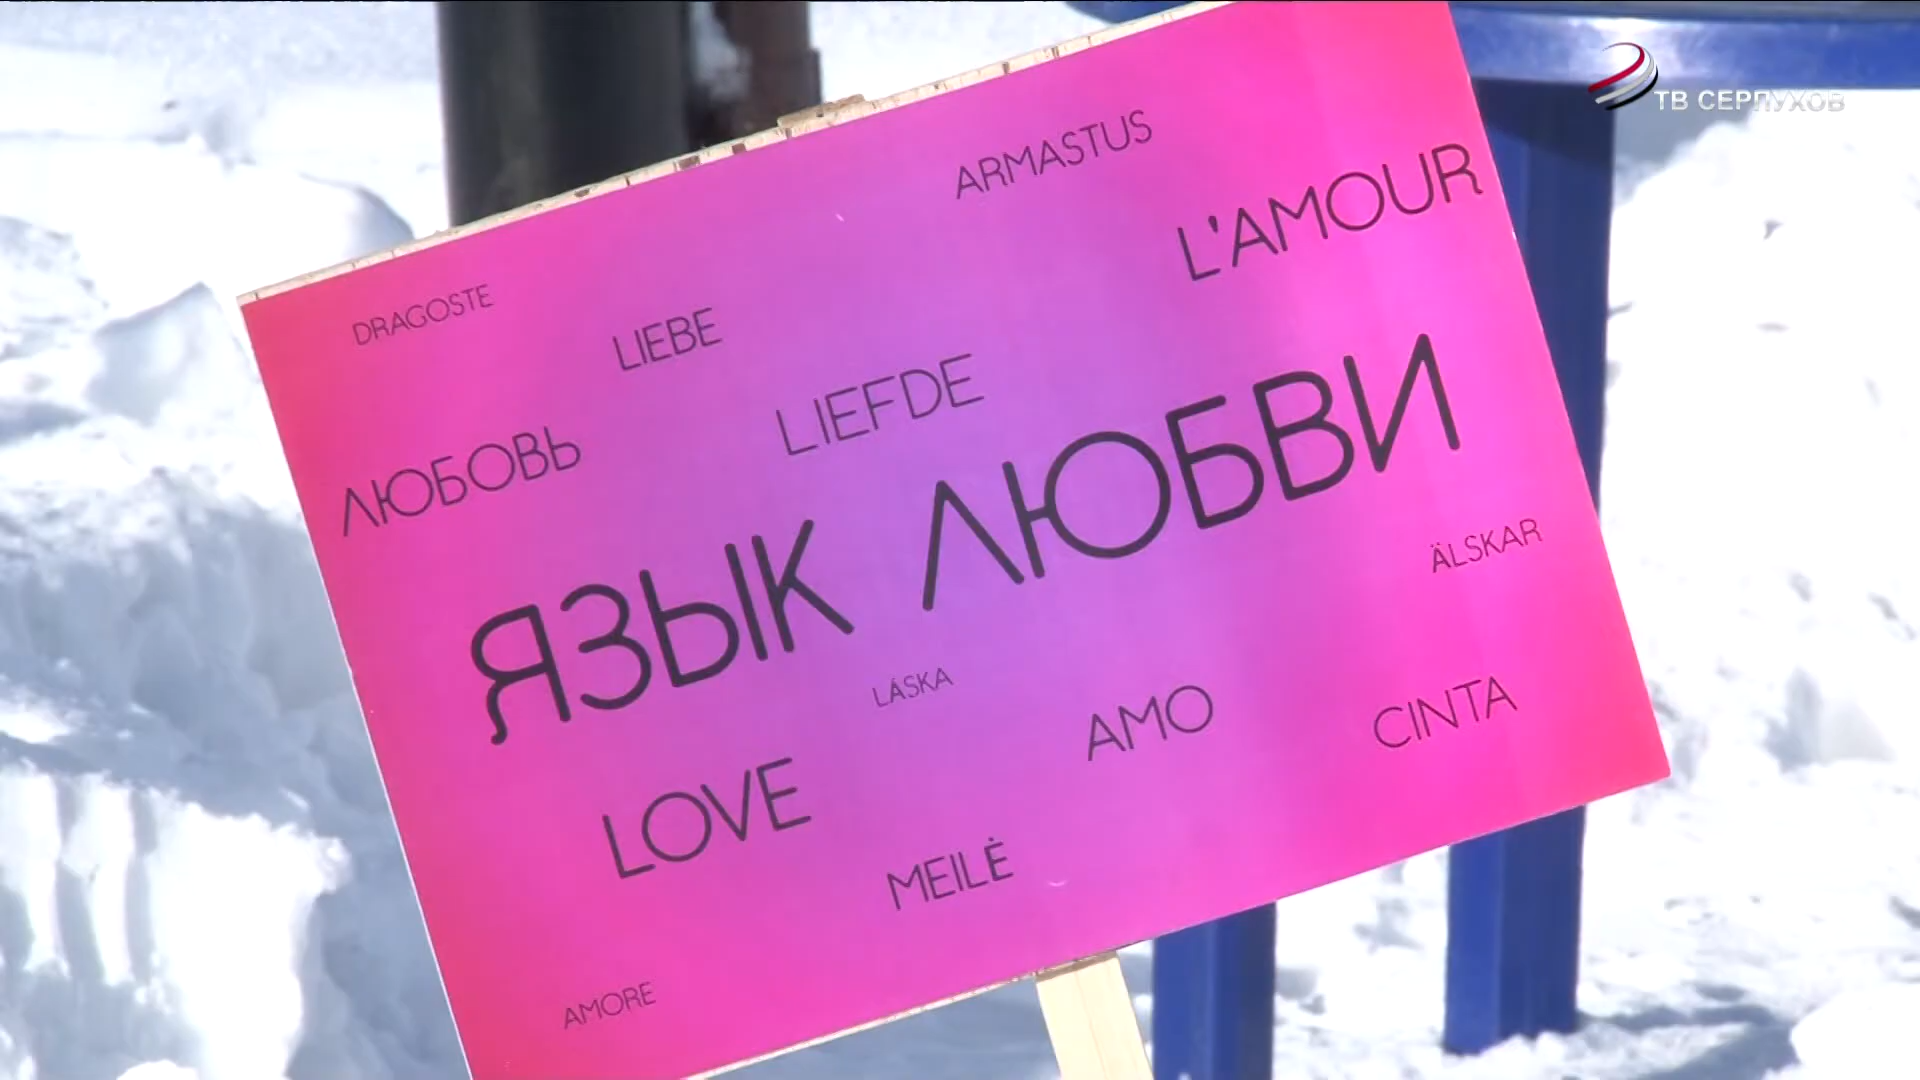 ТВ СЕРПУХОВ
ARMASTUS
L'AMOUR
DRAGOSTE
LIEBE
LIEFDE
ЛЮБОВЬ
ЯЗЫК ЛЮБВИ
ÄLSKAR
LÁSKA
AMO
CINTA
LOVE
MEILĖ
AMORE